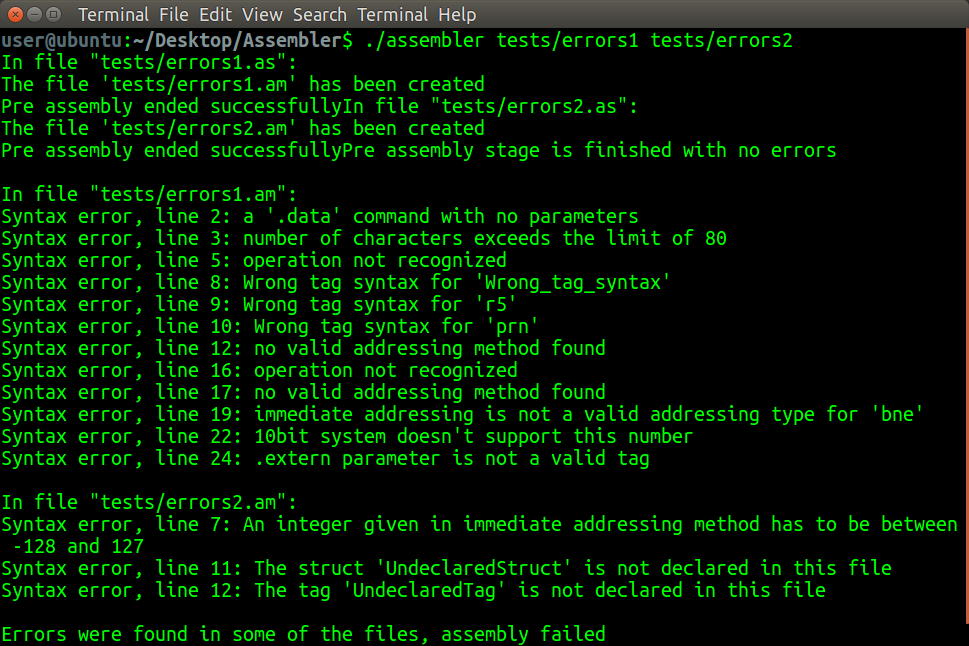 Terminal File Edit View Search Terminal Help
user@ubuntu:~/Desktop/Assembler$ ./assembler tests/errors1 tests/errors2
In file "tests/errors1.as":
The file 'tests/errors1.am' has been created
Pre assembly ended successfullyIn file "tests/errors2.as":
The file 'tests/errors2.am' has been created
Pre assembly ended successfullyPre assembly stage is finished with no errors
In file "tests/errors1.am":
Syntax error, line 2: a '.data' command with no parameters
Syntax error, line 3: number of characters exceeds the limit of 80
Syntax error, line 5: operation not recognized
Syntax error, line 8: Wrong tag syntax for 'Wrong_tag_syntax'
Syntax error, line 9: Wrong tag syntax for 'r5'
Syntax error, line 10: Wrong tag syntax for 'prn'
Syntax error, line 12: no valid addressing method found
Syntax error, line 16: operation not recognized
Syntax error, line 17: no valid addressing method found
Syntax error, line 19: immediate addressing is not a valid addressing type for 'bne'
Syntax error, line 22: 10bit system doesn't support this number
Syntax error, line 24: .extern parameter is not a valid tag
In file "tests/errors2.am":
Syntax error, line 7: An integer given in immediate addressing method has to be between
 -128 and 127
Syntax error, line 11: The struct 'UndeclaredStruct' is not declared in this file
Syntax error, line 12: The tag 'UndeclaredTag' is not declared in this file
Errors were found in some of the files, assembly failed